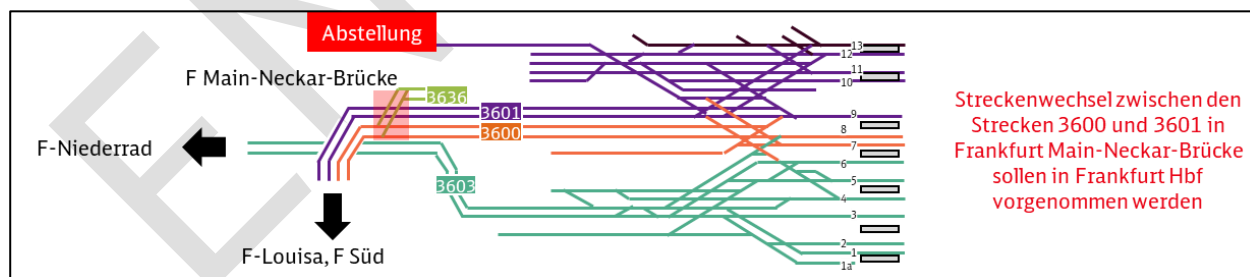 Abstellung
F Main-Neckar-Brücke
3636
3601
3600
F-Niederrad
3603
F-Louisa, F Süd
13
12
11
10
9
8
7
6
5
4
3
2
1
1a
Streckenwechsel zwischen den
Strecken 3600 und 3601 in
Frankfurt Main-Neckar-Brücke
sollen in Frankfurt Hbf
vorgenommen werden